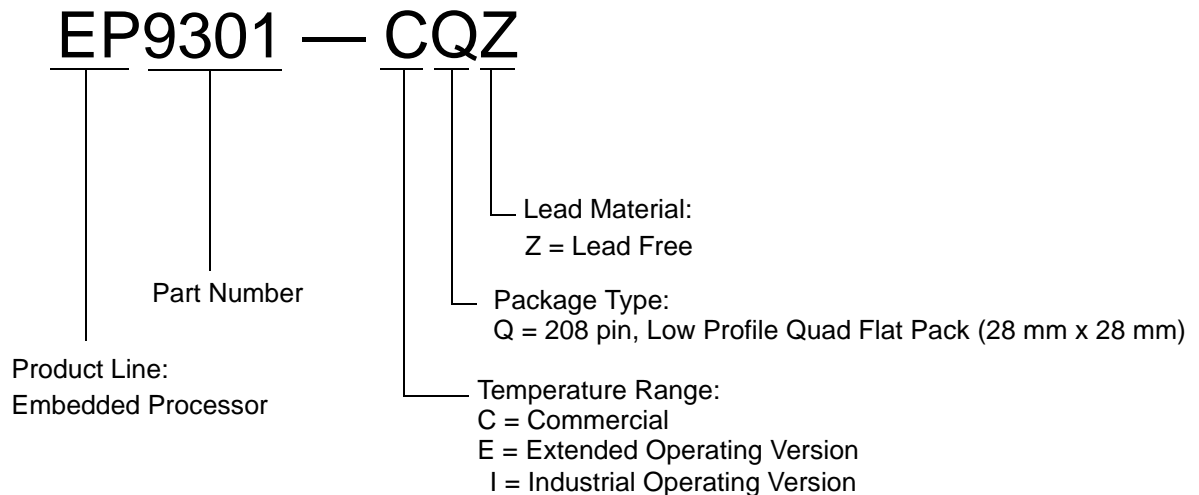 EP9301 — CQZ
Lead Material:
Z = Lead Free
Part Number
Package Type:
Q = 208 pin, Low Profile Quad Flat Pack (28 mm x 28 mm)
Product Line:
Embedded Processor
Temperature Range:
C = Commercial
E = Extended Operating Version
I = Industrial Operating Version